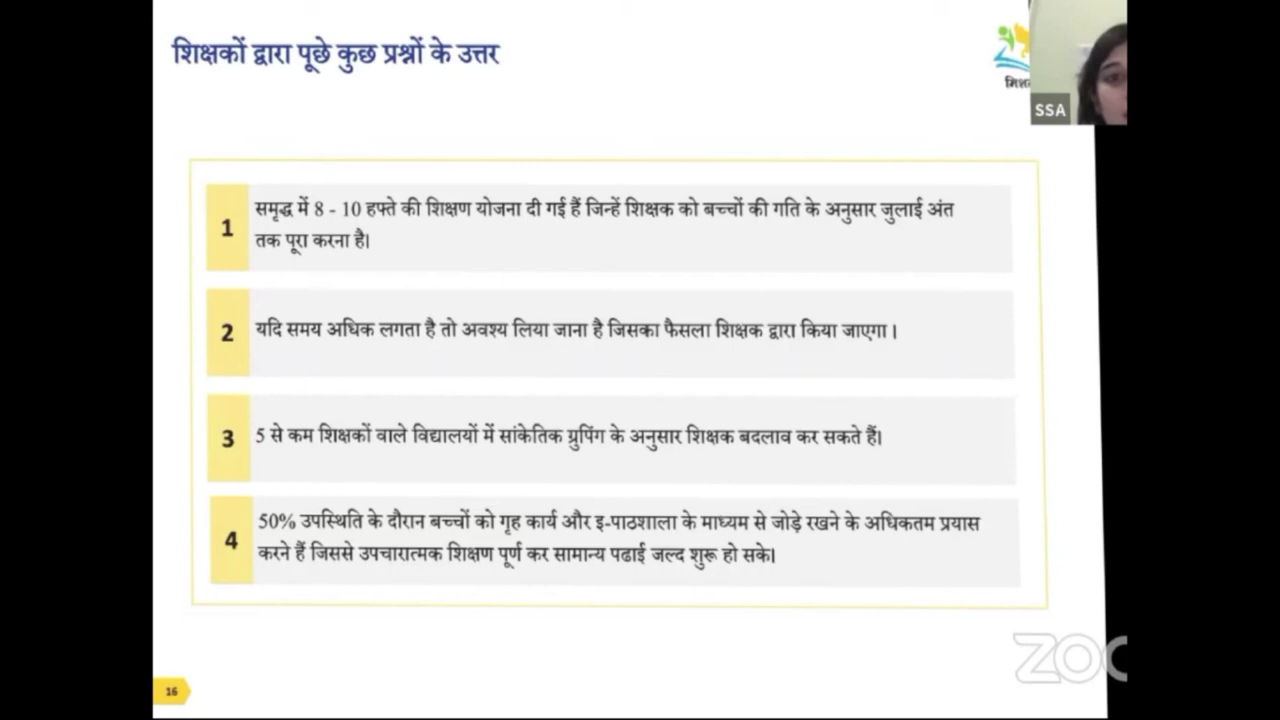 शिक्षकों द्वारा पूछे कुछ प्रश्नों के उत्तर
SSA
1
समृद्ध में 8 - 10 हफ्ते की शिक्षण योजना दी गई हैं जिन्हें शिक्षक को बच्चों की गति के अनुसार जुलाई अंत
तक पूरा करना है।
2
यदि समय अधिक लगता है तो अवश्य लिया जाना है जिसका फैसला शिक्षक द्वारा किया जाएगा ।
3
5 से कम शिक्षकों वाले विद्यालयों में सांकेतिक ग्रुपिंग के अनुसार शिक्षक बदलाव कर सकते हैं।
4
50% उपस्थिति के दौरान बच्चों को गृह कार्य और इ-पाठशाला के माध्यम से जोड़े रखने के अधिकतम प्रयास
करने हैं जिससे उपचारात्मक शिक्षण पूर्ण कर सामान्य पढाई जल्द शुरू हो सके।
16